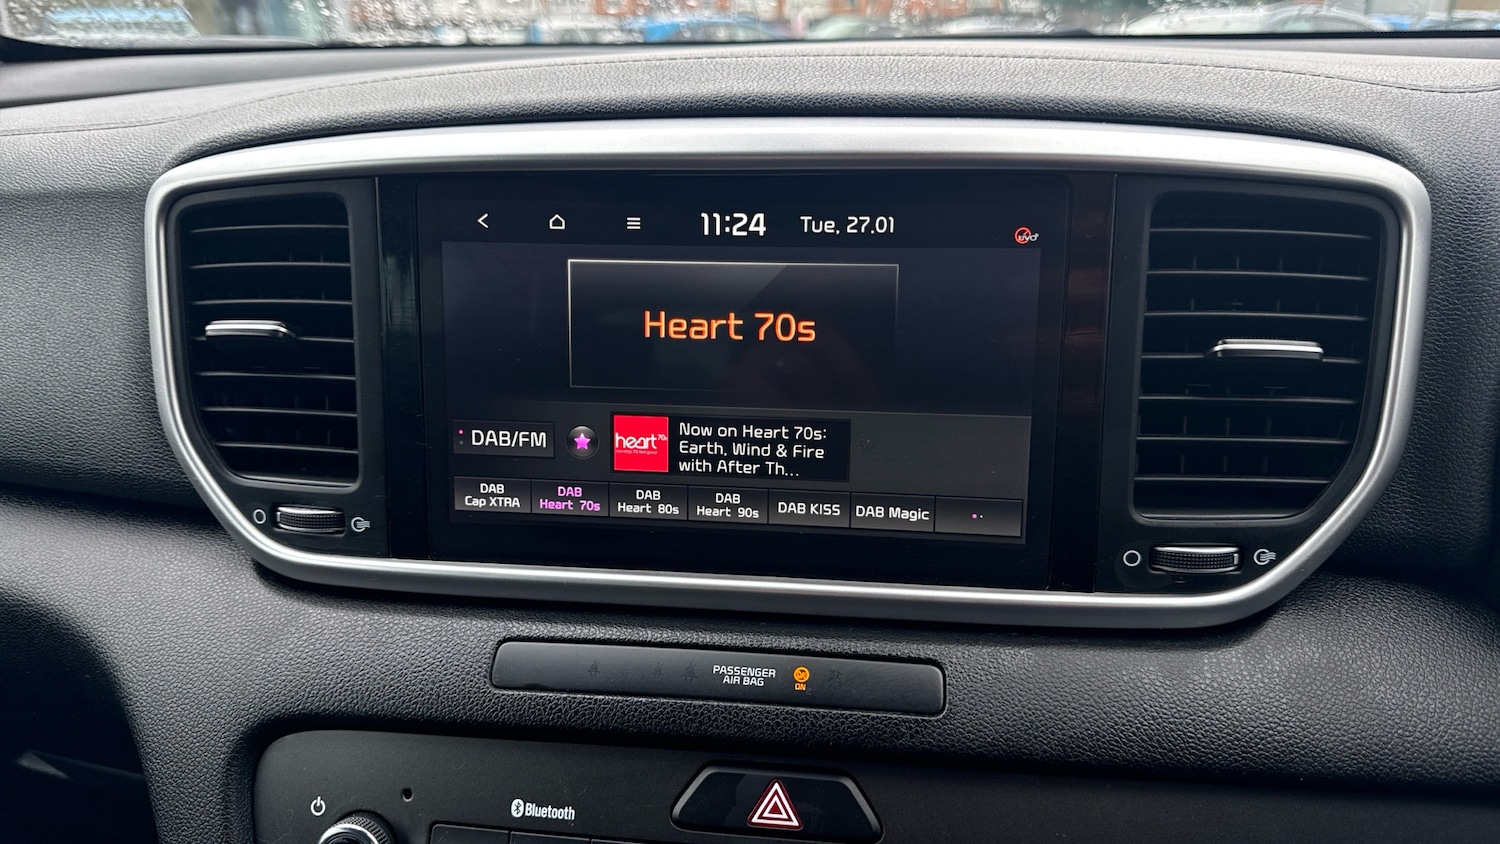 11:24 Tue, 27.01
UVO
Heart 70s
DAB/FM
heart 70s
Now on Heart 70s:
Earth, Wind & Fire
with After Th...
DAB
Cap XTRA
DAB
Heart 70s
DAB
Heart 80s
DAB
Heart 90s
DAB KISS
DAB Magic
PASSENGER
AIR BAG
ON
Bluetooth